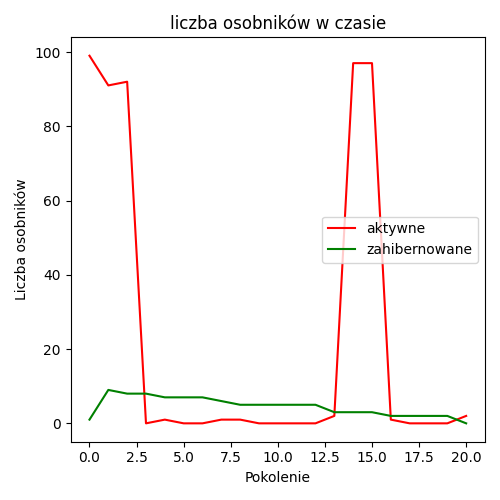 liczba osobników w czasie
Liczba osobników
100
80
60
40
20
0
aktywne
zahibernowane
0.0 2.5 5.0 7.5 10.0 12.5 15.0 17.5 20.0
Pokolenie